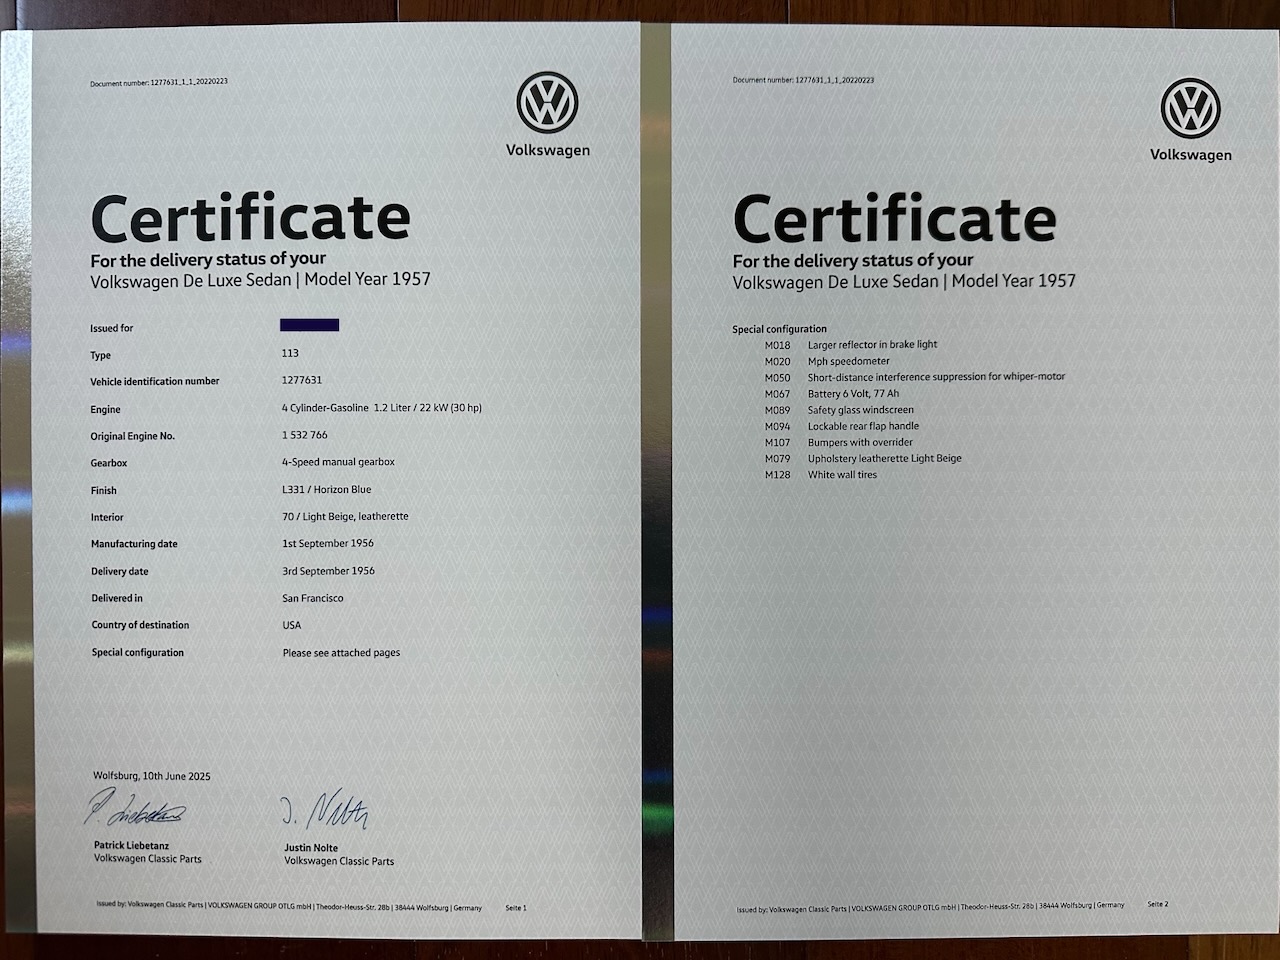 Document number: 1277631_1_1_20220223
Volkswagen
Certificate
For the delivery status of your
Volkswagen De Luxe Sedan | Model Year 1957
Issued for
Type 113
Vehicle identification number 1277631
Engine 4 Cylinder-Gasoline 1.2 Liter / 22 kW (30 hp)
Original Engine No. 1 532 766
Gearbox 4-Speed manual gearbox
Finish L331 / Horizon Blue
Interior 70 / Light Beige, leatherette
Manufacturing date 1st September 1956
Delivery date 3rd September 1956
Delivered in San Francisco
Country of destination USA
Special configuration Please see attached pages
Wolfsburg, 10th June 2025
P. Liebetanz J. Nolte
Patrick Liebetanz Justin Nolte
Volkswagen Classic Parts Volkswagen Classic Parts
Issued by: Volkswagen Classic Parts | VOLKSWAGEN GROUP OTLG mbH | Theodor-Heuss-Str. 28b | 38444 Wolfsburg | Germany Seite 1
Document number: 1277631_1_1_20220223
Volkswagen
Certificate
For the delivery status of your
Volkswagen De Luxe Sedan | Model Year 1957
Special configuration
M018 Larger reflector in brake light
M020 Mph speedometer
M050 Short-distance interference suppression for whiper-motor
M067 Battery 6 Volt, 77 Ah
M089 Safety glass windscreen
M094 Lockable rear flap handle
M107 Bumpers with overrider
M079 Upholstery leatherette Light Beige
M128 White wall tires
Issued by: Volkswagen Classic Parts | VOLKSWAGEN GROUP OTLG mbH | Theodor-Heuss-Str. 28b | 38444 Wolfsburg | Germany Seite 2